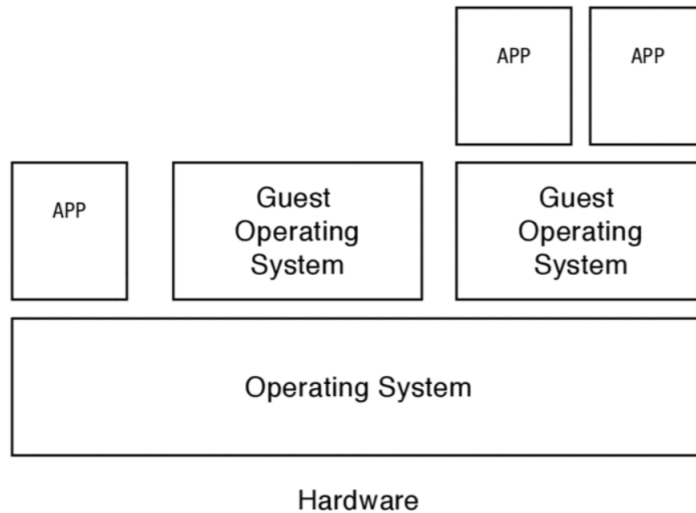 APP
APP
APP
Guest
Operating
System
Guest
Operating
System
Operating System
Hardware